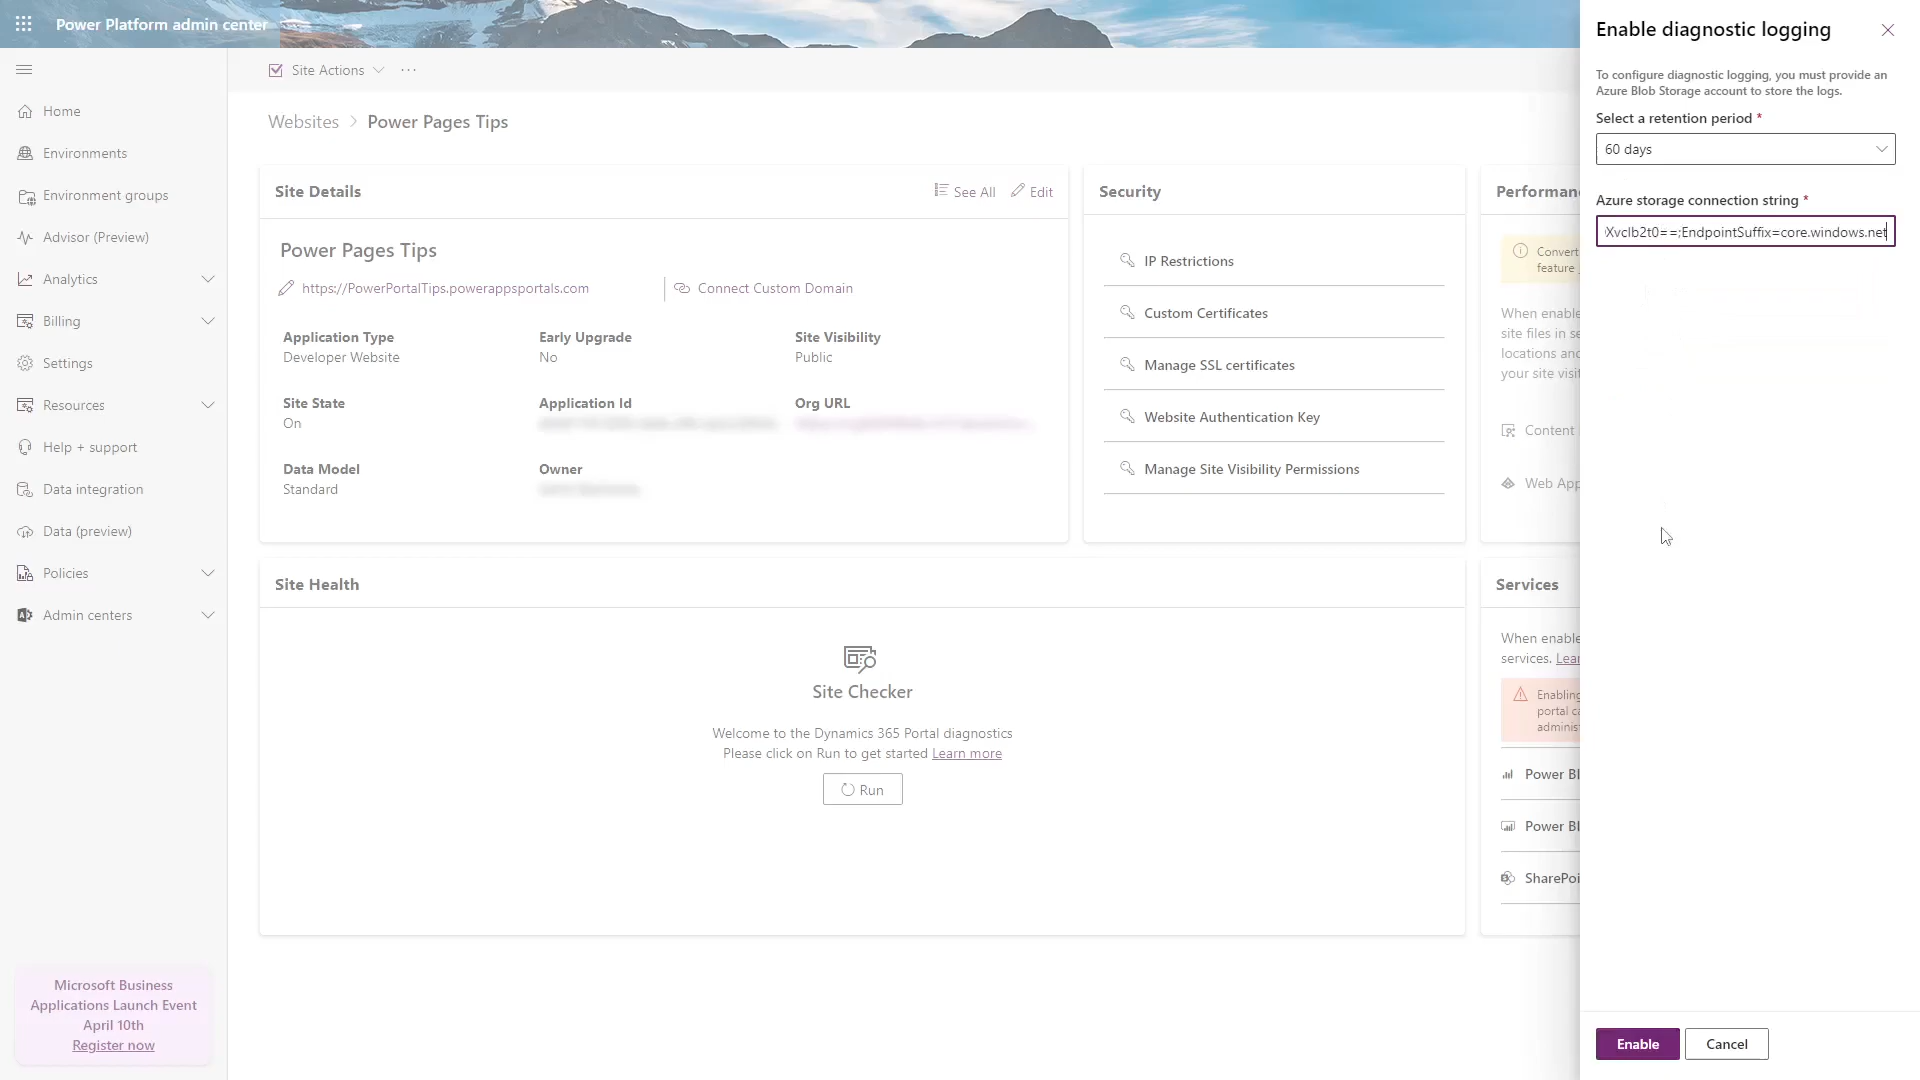 Power Platform admin center
Home
Environments
Environment groups
Advisor (Preview)
Analytics
Billing
Settings
Resources
Help + support
Data integration
Data (preview)
Policies
Admin centers
Microsoft Business
Applications Launch Event
April 10th
Register now
Site Actions
Websites > Power Pages Tips
Site Details
See All
Edit
Power Pages Tips
https://PowerPortalTips.powerappsportals.com
Connect Custom Domain
Application Type
Developer Website
Early Upgrade
No
Site Visibility
Public
Site State
On
Application Id
Org URL
Data Model
Standard
Owner
Security
IP Restrictions
Custom Certificates
Manage SSL certificates
Website Authentication Key
Manage Site Visibility Permissions
Performan
Convert
feature
When enable
site files in se
locations and
your site visit
Content
Web App
Site Health
Site Checker
Welcome to the Dynamics 365 Portal diagnostics
Please click on Run to get started Learn more
Run
Services
When enable
services. Lear
Enabling
portal ca
adminis
Power BI
Power BI
SharePoi
Enable diagnostic logging
To configure diagnostic logging, you must provide an
Azure Blob Storage account to store the logs.
Select a retention period *
60 days
Azure storage connection string *
Xvclb2t0==;EndpointSuffix=core.windows.net
Enable
Cancel